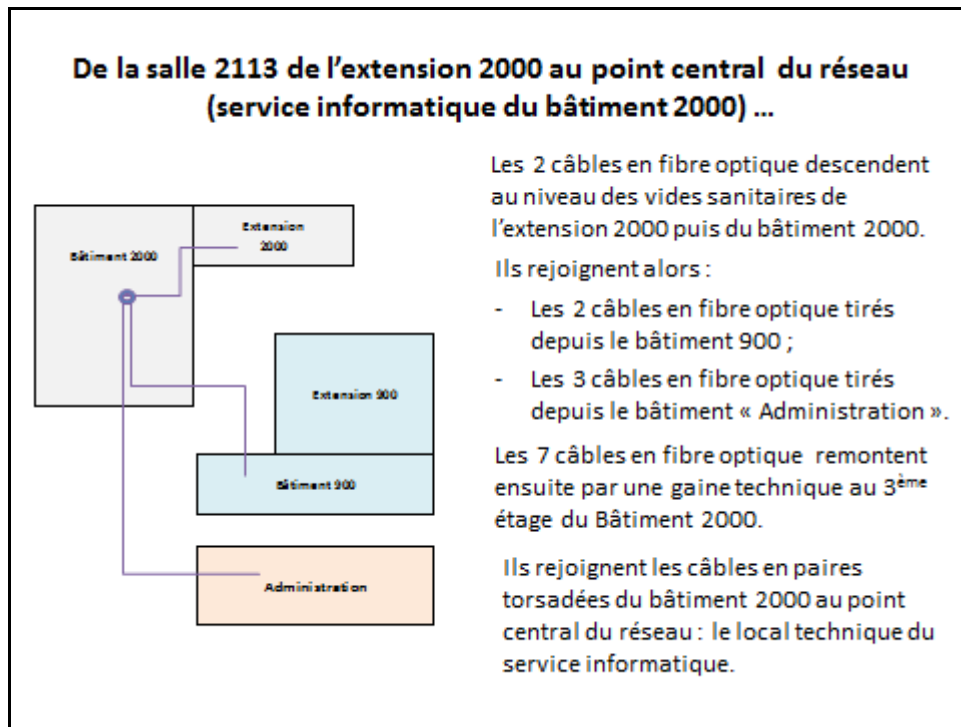 De la salle 2113 de l’extension 2000 au point central du réseau
(service informatique du bâtiment 2000) …
Les 2 câbles en fibre optique descendent
au niveau des vides sanitaires de
l’extension 2000 puis du bâtiment 2000.
Ils rejoignent alors :
- Les 2 câbles en fibre optique tirés
depuis le bâtiment 900 ;
- Les 3 câbles en fibre optique tirés
depuis le bâtiment « Administration ».
Les 7 câbles en fibre optique remontent
ensuite par une gaine technique au 3ème
étage du Bâtiment 2000.
Ils rejoignent les câbles en paires
torsadées du bâtiment 2000 au point
central du réseau : le local technique du
service informatique.
Extension
2000
Bâtiment 2000
Extension 900
Bâtiment 900
Administration